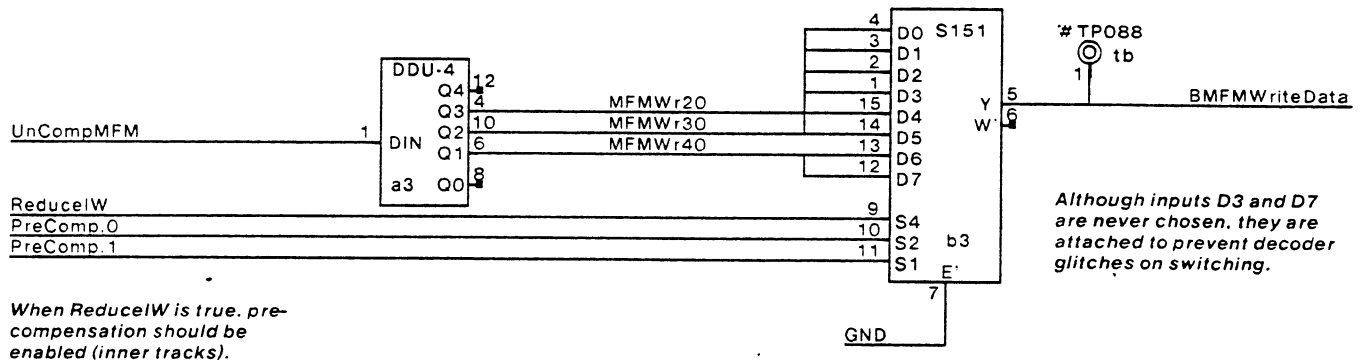 4 D0 S151
3 D1
2 D2
1 D3
15 D4
14 D5
13 D6
12 D7
# TP088
tb
1
DDU-4
Q4 12
Q3 4
Q2 10
Q1 6
Q0 8
1 DIN
a3
UnCompMFM
MFMWr20
MFMWr30
MFMWr40
Y 5
W' 6
BMFMWriteData
ReduceIW
PreComp.0
PreComp.1
9 S4
10 S2
11 S1
b3
E'
7
GND
Although inputs D3 and D7
are never chosen, they are
attached to prevent decoder
glitches on switching.
When ReduceIW is true, pre-
compensation should be
enabled (inner tracks).